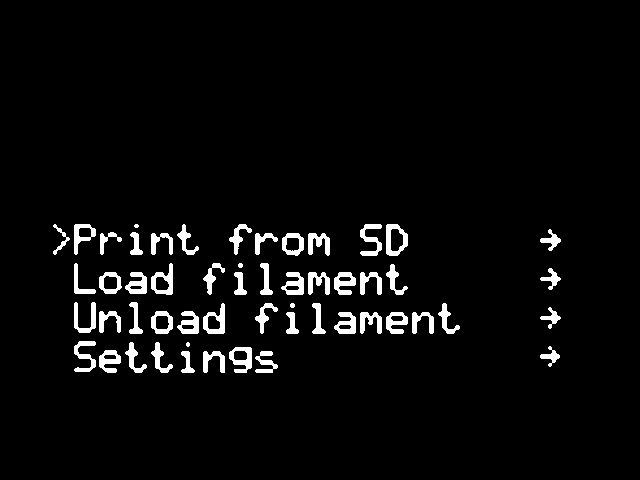 >Print from SD →
Load filament →
Unload filament →
Settings →